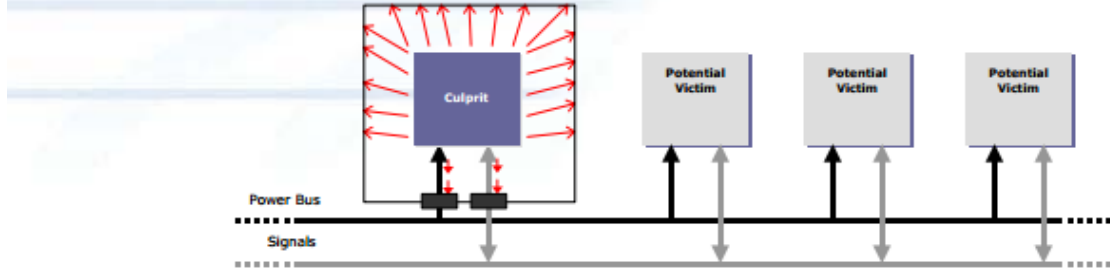 Culprit
Potential
Victim
Potential
Victim
Potential
Victim
Power Bus
Signals